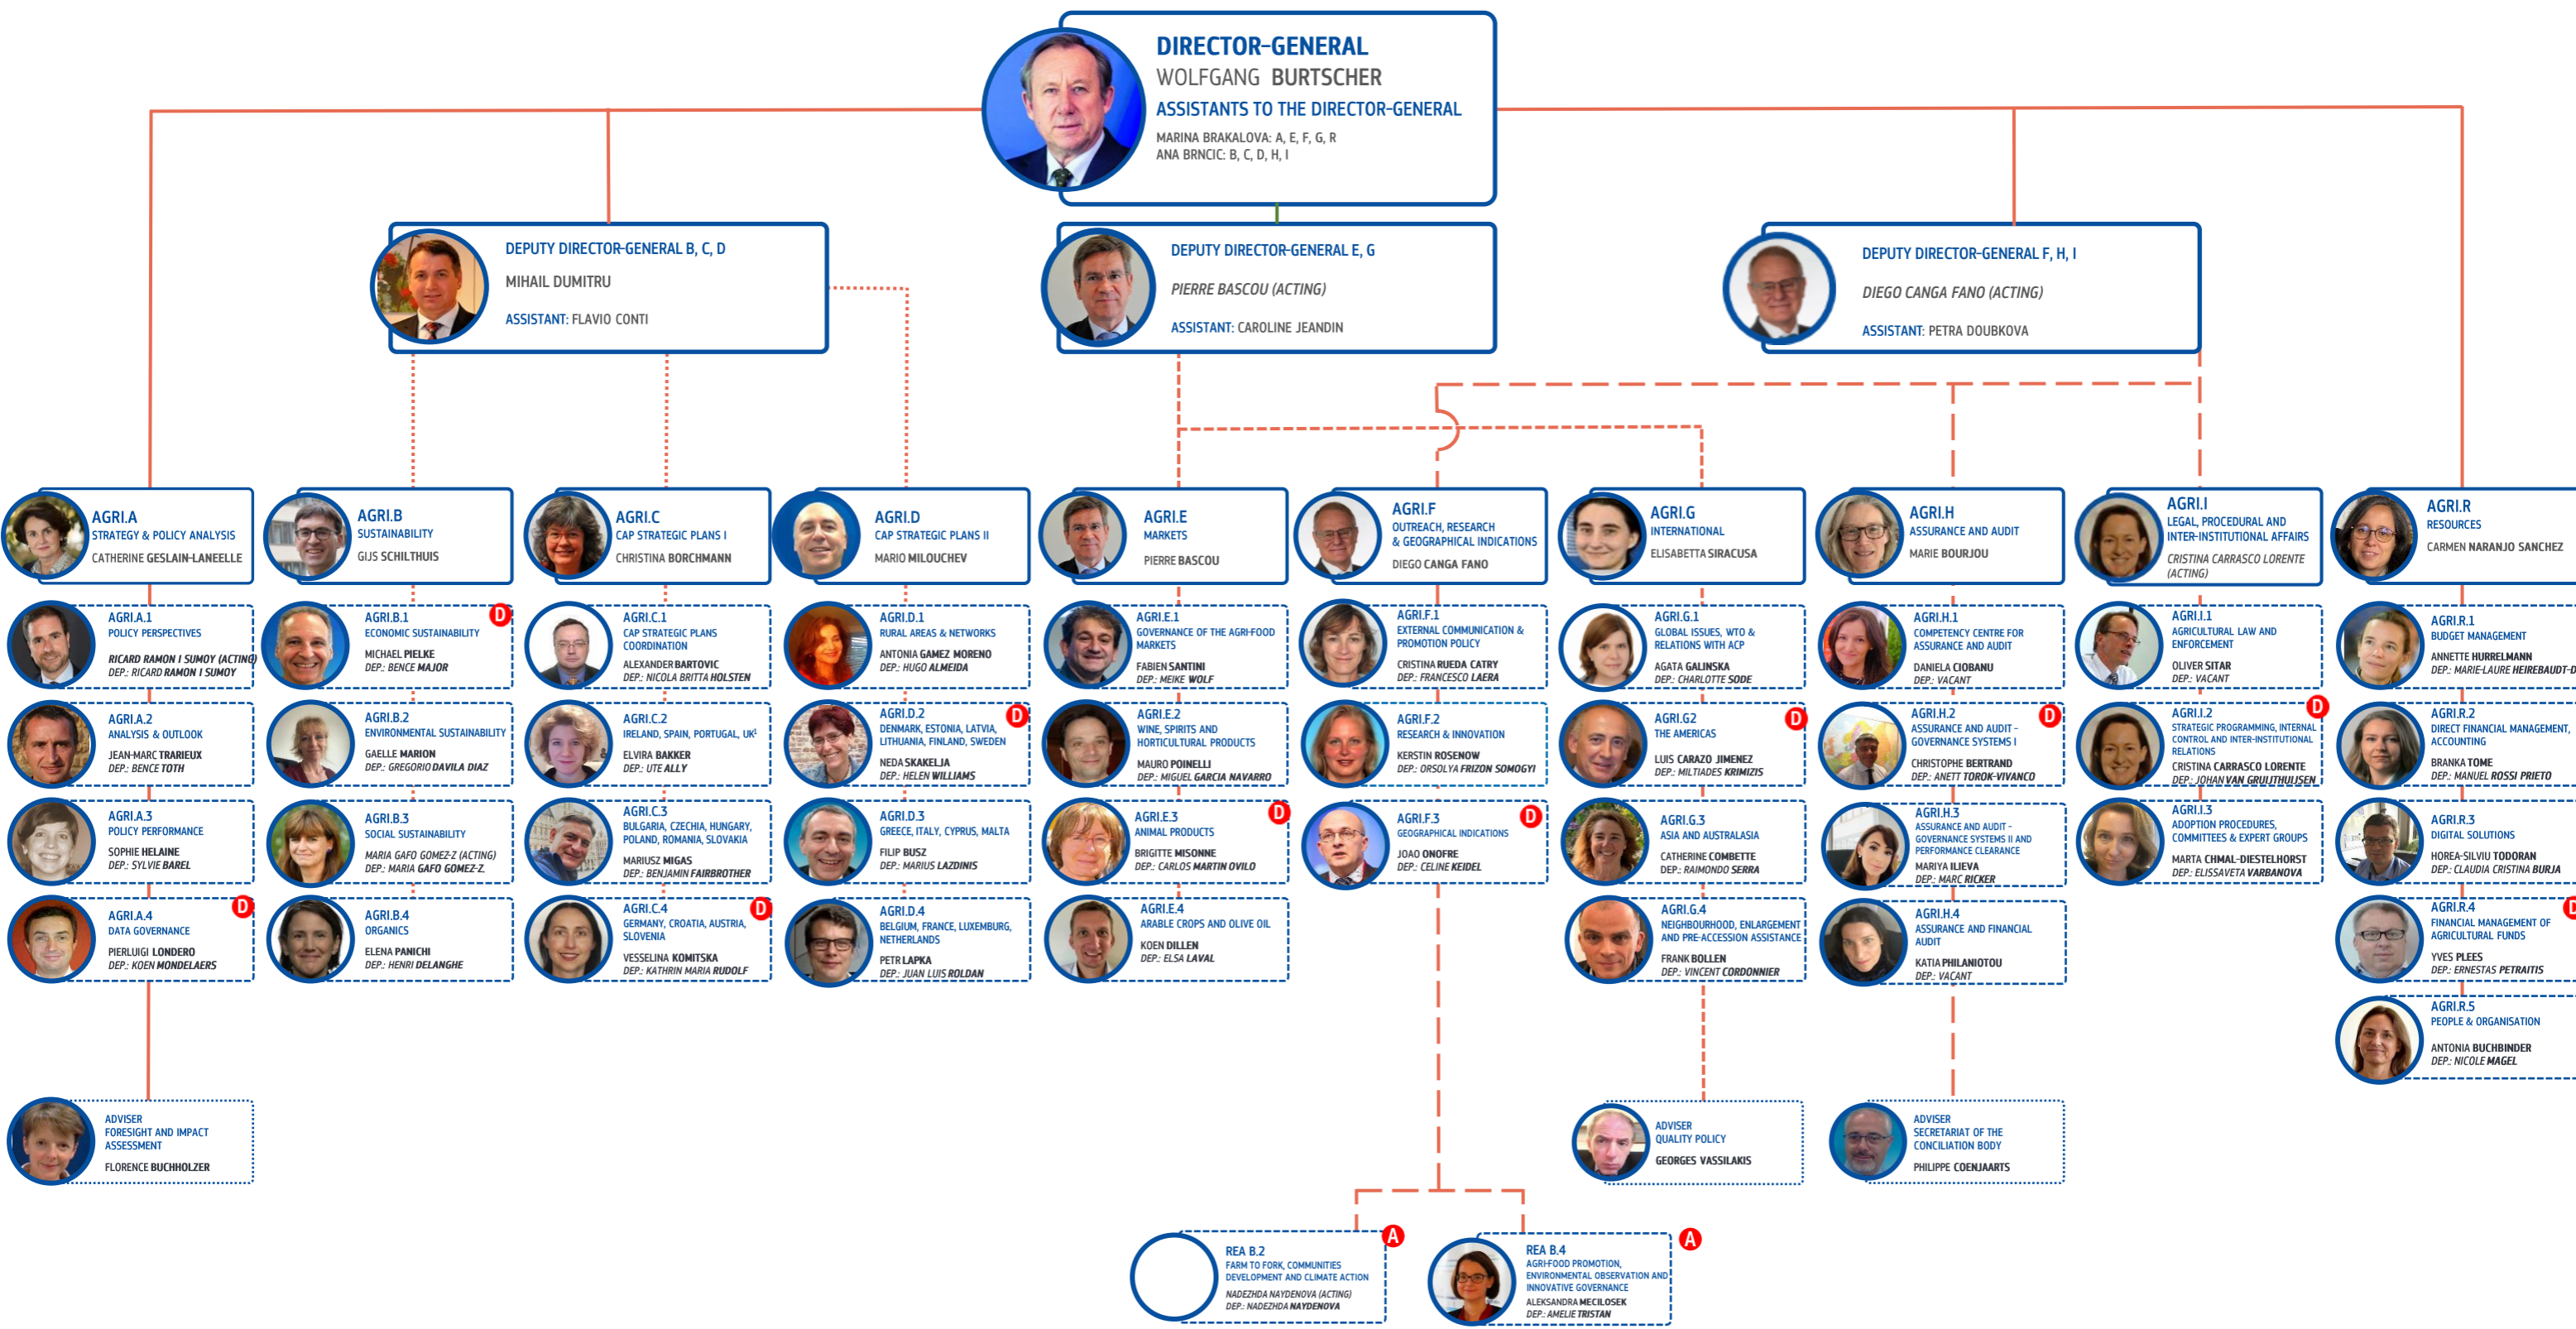 DIRECTOR-GENERAL
WOLFGANG BURTSCHER
ASSISTANTS TO THE DIRECTOR-GENERAL
MARINA BRAKALOVA: A, E, F, G, R
ANA BRNCIC: B, C, D, H, I
DEPUTY DIRECTOR-GENERAL B, C, D
MIHAIL DUMITRU
ASSISTANT: FLAVIO CONTI
DEPUTY DIRECTOR-GENERAL E, G
PIERRE BASCOU (ACTING)
ASSISTANT: CAROLINE JEANDIN
DEPUTY DIRECTOR-GENERAL F, H, I
DIEGO CANGA FANO (ACTING)
ASSISTANT: PETRA DOUBKOVA
AGRI.A
STRATEGY & POLICY ANALYSIS
CATHERINE GESLAIN-LANEELLE
AGRI.B
SUSTAINABILITY
GIJS SCHILTHUIS
AGRI.C
CAP STRATEGIC PLANS I
CHRISTINA BORCHMANN
AGRI.D
CAP STRATEGIC PLANS II
MARIO MILOUCHEV
AGRI.E
MARKETS
PIERRE BASCOU
AGRI.F
OUTREACH, RESEARCH
& GEOGRAPHICAL INDICATIONS
DIEGO CANGA FANO
AGRI.G
INTERNATIONAL
ELISABETTA SIRACUSA
AGRI.H
ASSURANCE AND AUDIT
MARIE BOURJOU
AGRI.I
LEGAL, PROCEDURAL AND
INTER-INSTITUTIONAL AFFAIRS
CRISTINA CARRASCO LORENTE
(ACTING)
AGRI.R
RESOURCES
CARMEN NARANJO SANCHEZ
AGRI.A.1
POLICY PERSPECTIVES
RICARD RAMON I SUMOY (ACTING)
DEP.: RICARD RAMON I SUMOY
AGRI.B.1
D
ECONOMIC SUSTAINABILITY
MICHAEL PIELKE
DEP.: BENCE MAJOR
AGRI.C.1
CAP STRATEGIC PLANS
COORDINATION
ALEXANDER BARTOVIC
DEP.: NICOLA BRITTA HOLSTEN
AGRI.D.1
RURAL AREAS & NETWORKS
ANTONIA GAMEZ MORENO
DEP.: HUGO ALMEIDA
AGRI.E.1
GOVERNANCE OF THE AGRI-FOOD
MARKETS
FABIEN SANTINI
DEP.: MEIKE WOLF
AGRI.F.1
EXTERNAL COMMUNICATION &
PROMOTION POLICY
CRISTINA RUEDA CATRY
DEP.: FRANCESCO LAERA
AGRI.G.1
GLOBAL ISSUES, WTO &
RELATIONS WITH ACP
AGATA GALINSKA
DEP.: CHARLOTTE SODE
AGRI.H.1
COMPETENCY CENTRE FOR
ASSURANCE AND AUDIT
DANIELA CIOBANU
DEP.: VACANT
AGRI.I.1
AGRICULTURAL LAW AND
ENFORCEMENT
OLIVER SITAR
DEP.: VACANT
AGRI.R.1
BUDGET MANAGEMENT
ANNETTE HURRELMANN
DEP.: MARIE-LAURE HEIREBAUDT-D
AGRI.A.2
ANALYSIS & OUTLOOK
JEAN-MARC TRARIEUX
DEP.: BENCE TOTH
AGRI.B.2
ENVIRONMENTAL SUSTAINABILITY
GAELLE MARION
DEP.: GREGORIO DAVILA DIAZ
AGRI.C.2
IRELAND, SPAIN, PORTUGAL, UK¹
ELVIRA BAKKER
DEP.: UTE ALLY
AGRI.D.2
D
DENMARK, ESTONIA, LATVIA,
LITHUANIA, FINLAND, SWEDEN
NEDA SKAKELJA
DEP.: HELEN WILLIAMS
AGRI.E.2
WINE, SPIRITS AND
HORTICULTURAL PRODUCTS
MAURO POINELLI
DEP.: MIGUEL GARCIA NAVARRO
AGRI.F.2
RESEARCH & INNOVATION
KERSTIN ROSENOW
DEP.: ORSOLYA FRIZON SOMOGYI
AGRI.G2
D
THE AMERICAS
LUIS CARAZO JIMENEZ
DEP.: MILTIADES KRIMIZIS
AGRI.H.2
D
ASSURANCE AND AUDIT -
GOVERNANCE SYSTEMS I
CHRISTOPHE BERTRAND
DEP.: ANETT TOROK-VIVANCO
AGRI.I.2
D
STRATEGIC PROGRAMMING, INTERNAL
CONTROL AND INTER-INSTITUTIONAL
RELATIONS
CRISTINA CARRASCO LORENTE
DEP.: JOHAN VAN GRUIJTHUIJSEN
AGRI.R.2
DIRECT FINANCIAL MANAGEMENT,
ACCOUNTING
BRANKA TOME
DEP.: MANUEL ROSSI PRIETO
AGRI.A.3
POLICY PERFORMANCE
SOPHIE HELAINE
DEP.: SYLVIE BAREL
AGRI.B.3
SOCIAL SUSTAINABILITY
MARIA GAFO GOMEZ-Z (ACTING)
DEP.: MARIA GAFO GOMEZ-Z.
AGRI.C.3
BULGARIA, CZECHIA, HUNGARY,
POLAND, ROMANIA, SLOVAKIA
MARIUSZ MIGAS
DEP.: BENJAMIN FAIRBROTHER
AGRI.D.3
GREECE, ITALY, CYPRUS, MALTA
FILIP BUSZ
DEP.: MARIUS LAZDINIS
AGRI.E.3
D
ANIMAL PRODUCTS
BRIGITTE MISONNE
DEP.: CARLOS MARTIN OVILO
AGRI.F.3
D
GEOGRAPHICAL INDICATIONS
JOAO ONOFRE
DEP.: CELINE KEIDEL
AGRI.G.3
ASIA AND AUSTRALASIA
CATHERINE COMBETTE
DEP.: RAIMONDO SERRA
AGRI.H.3
ASSURANCE AND AUDIT -
GOVERNANCE SYSTEMS II AND
PERFORMANCE CLEARANCE
MARIYA ILIEVA
DEP.: MARC RICKER
AGRI.I.3
ADOPTION PROCEDURES,
COMMITTEES & EXPERT GROUPS
MARTA CHMAL-DIESTELHORST
DEP.: ELISSAVETA VARBANOVA
AGRI.R.3
DIGITAL SOLUTIONS
HOREA-SILVIU TODORAN
DEP.: CLAUDIA CRISTINA BURJA
AGRI.A.4
D
DATA GOVERNANCE
PIERLUIGI LONDERO
DEP.: KOEN MONDELAERS
AGRI.B.4
ORGANICS
ELENA PANICHI
DEP.: HENRI DELANGHE
AGRI.C.4
D
GERMANY, CROATIA, AUSTRIA,
SLOVENIA
VESSELINA KOMITSKA
DEP.: KATHRIN MARIA RUDOLF
AGRI.D.4
BELGIUM, FRANCE, LUXEMBURG,
NETHERLANDS
PETR LAPKA
DEP.: JUAN LUIS ROLDAN
AGRI.E.4
ARABLE CROPS AND OLIVE OIL
KOEN DILLEN
DEP.: ELSA LAVAL
AGRI.G.4
NEIGHBOURHOOD, ENLARGEMENT
AND PRE-ACCESSION ASSISTANCE
FRANK BOLLEN
DEP.: VINCENT CORDONNIER
AGRI.H.4
ASSURANCE AND FINANCIAL
AUDIT
KATIA PHILANIOTOU
DEP.: VACANT
AGRI.R.4
D
FINANCIAL MANAGEMENT OF
AGRICULTURAL FUNDS
YVES PLEES
DEP.: ERNESTAS PETRAITIS
AGRI.R.5
PEOPLE & ORGANISATION
ANTONIA BUCHBINDER
DEP.: NICOLE MAGEL
ADVISER
FORESIGHT AND IMPACT
ASSESSMENT
FLORENCE BUCHHOLZER
ADVISER
QUALITY POLICY
GEORGES VASSILAKIS
ADVISER
SECRETARIAT OF THE
CONCILIATION BODY
PHILIPPE COENJAARTS
REA B.2
A
FARM TO FORK, COMMUNITIES
DEVELOPMENT AND CLIMATE ACTION
NADEZHDA NAYDENOVA (ACTING)
DEP.: NADEZHDA NAYDENOVA
REA B.4
A
AGRI-FOOD PROMOTION,
ENVIRONMENTAL OBSERVATION AND
INNOVATIVE GOVERNANCE
ALEKSANDRA MECILOSEK
DEP.: AMELIE TRISTAN